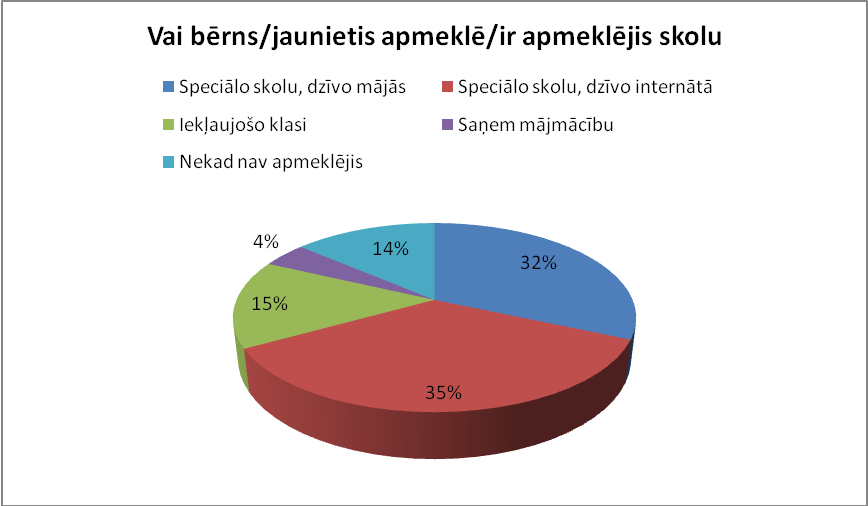 Vai bērns/jaunietis apmeklē/ir apmeklējis skolu
Speciālo skolu, dzīvo mājās
Speciālo skolu, dzīvo internātā
Iekļaujošo klasi
Saņem mājmācību
Nekad nav apmeklējis
4%
14%
32%
15%
35%